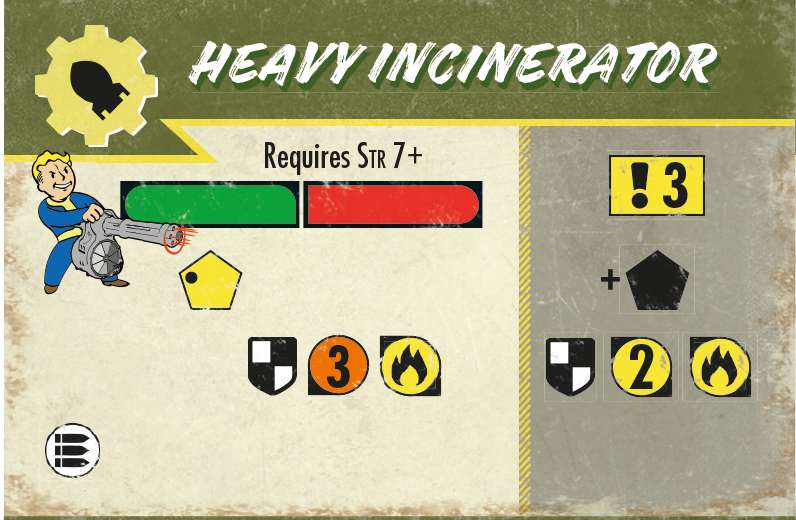 HEAVY INCINERATOR
Requires STR 7+
! 3
+
3
2